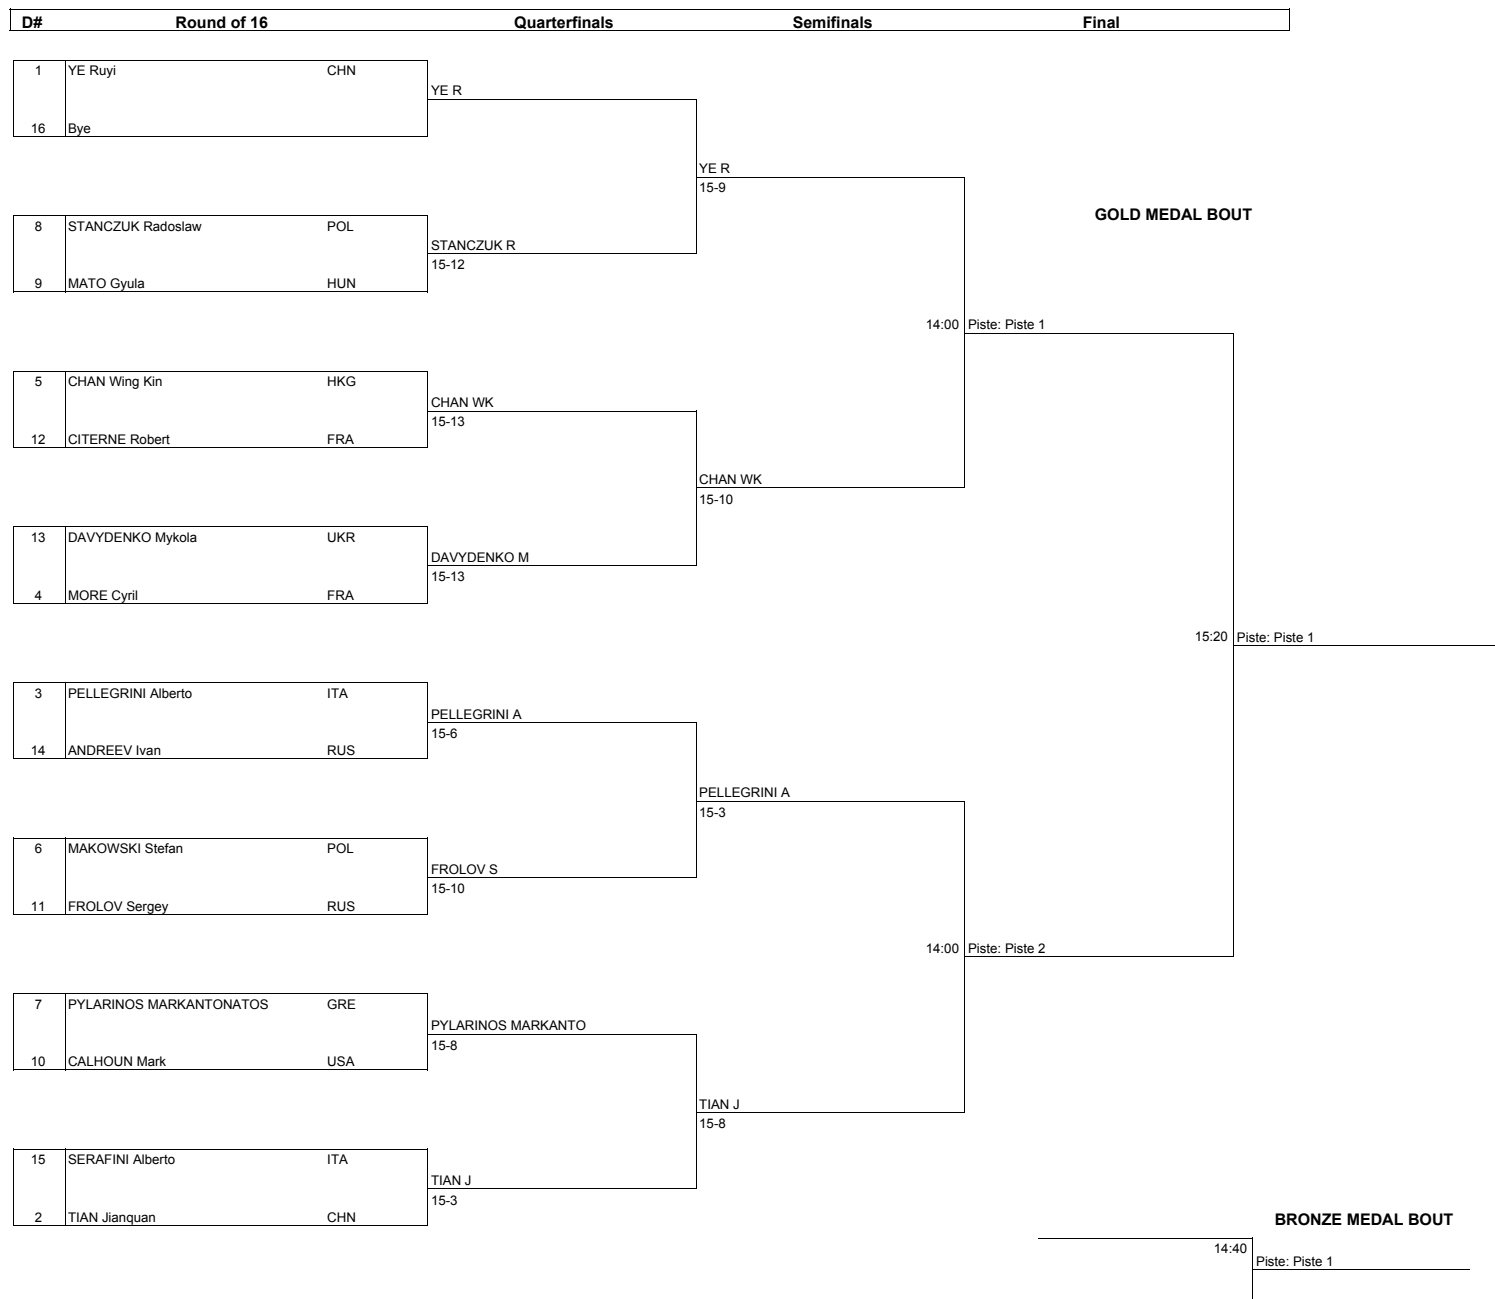 D# Round of 16 Quarterfinals Semifinals Final
1 YE Ruyi CHN
YE R
16 Bye
YE R
15-9
GOLD MEDAL BOUT
8 STANCZUK Radoslaw POL
STANCZUK R
15-12
9 MATO Gyula HUN
14:00 Piste: Piste 1
5 CHAN Wing Kin HKG
CHAN WK
15-13
12 CITERNE Robert FRA
CHAN WK
15-10
13 DAVYDENKO Mykola UKR
DAVYDENKO M
15-13
4 MORE Cyril FRA
15:20 Piste: Piste 1
3 PELLEGRINI Alberto ITA
PELLEGRINI A
15-6
14 ANDREEV Ivan RUS
PELLEGRINI A
15-3
6 MAKOWSKI Stefan POL
FROLOV S
15-10
11 FROLOV Sergey RUS
14:00 Piste: Piste 2
7 PYLARINOS MARKANTONATOS GRE
PYLARINOS MARKANTO
15-8
10 CALHOUN Mark USA
TIAN J
15-8
15 SERAFINI Alberto ITA
TIAN J
15-3
2 TIAN Jianquan CHN
BRONZE MEDAL BOUT
14:40
Piste: Piste 1